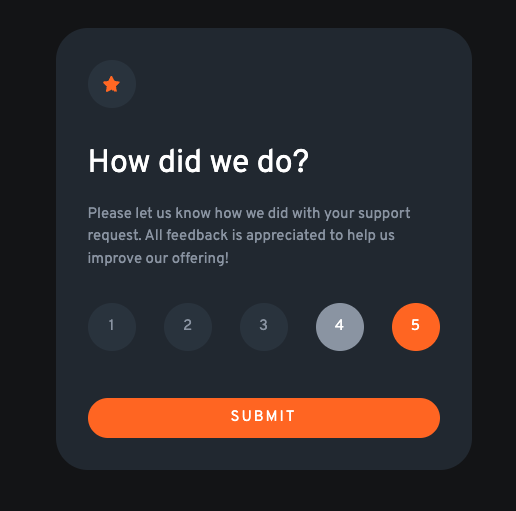 How did we do?
Please let us know how we did with your support
request. All feedback is appreciated to help us
improve our offering!
1 2 3 4 5
SUBMIT